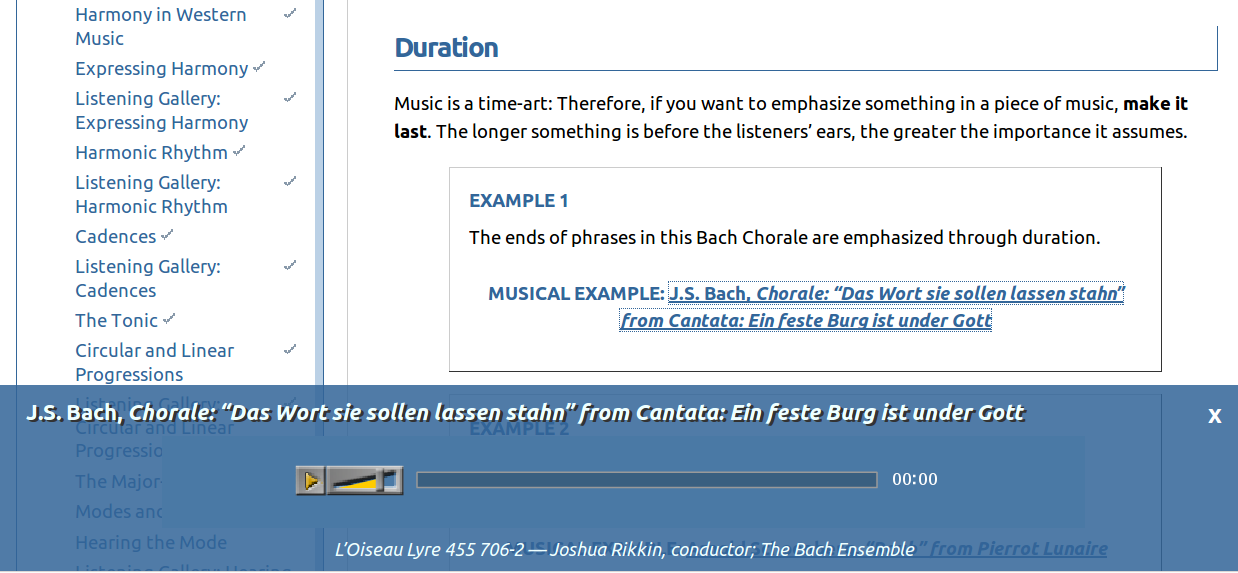 Harmony in Western
Music
Expressing Harmony
Listening Gallery:
Expressing Harmony
Harmonic Rhythm
Listening Gallery:
Harmonic Rhythm
Cadences
Listening Gallery:
Cadences
The Tonic
Circular and Linear
Progressions
Listening Gallery:
Circular and Linear
Progressio
The Major-
Modes and
Hearing the Mode
Listening Gallery: Hearing
Duration
Music is a time-art: Therefore, if you want to emphasize something in a piece of music, make it
last. The longer something is before the listeners’ ears, the greater the importance it assumes.
EXAMPLE 1
The ends of phrases in this Bach Chorale are emphasized through duration.
MUSICAL EXAMPLE: J.S. Bach, Chorale: “Das Wort sie sollen lassen stahn”
from Cantata: Ein feste Burg ist under Gott
EXAMPLE 2
from Pierrot Lunaire
J.S. Bach, Chorale: “Das Wort sie sollen lassen stahn” from Cantata: Ein feste Burg ist under Gott
X
00:00
L’Oiseau Lyre 455 706-2 — Joshua Rikkin, conductor; The Bach Ensemble